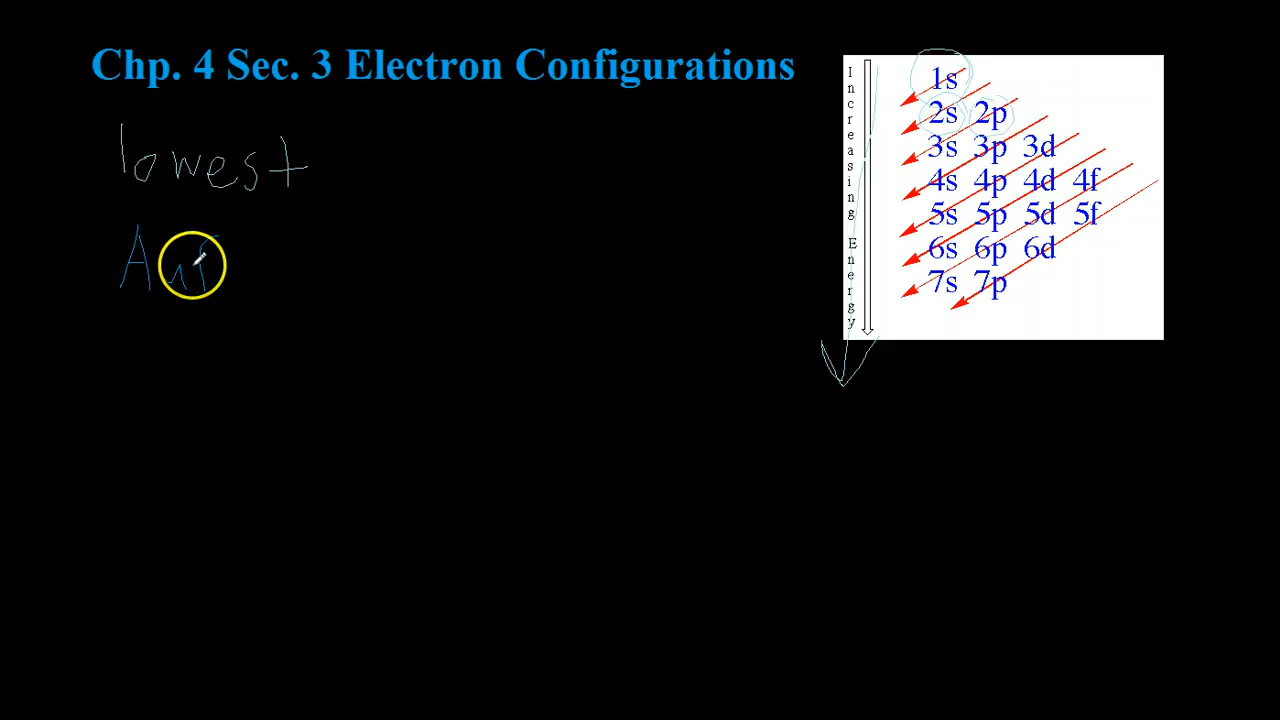 Chp. 4 Sec. 3 Electron Configurations
lowest
Auf
Increasing Energy
1s
2s 2p
3s 3p 3d
4s 4p 4d 4f
5s 5p 5d 5f
6s 6p 6d
7s 7p